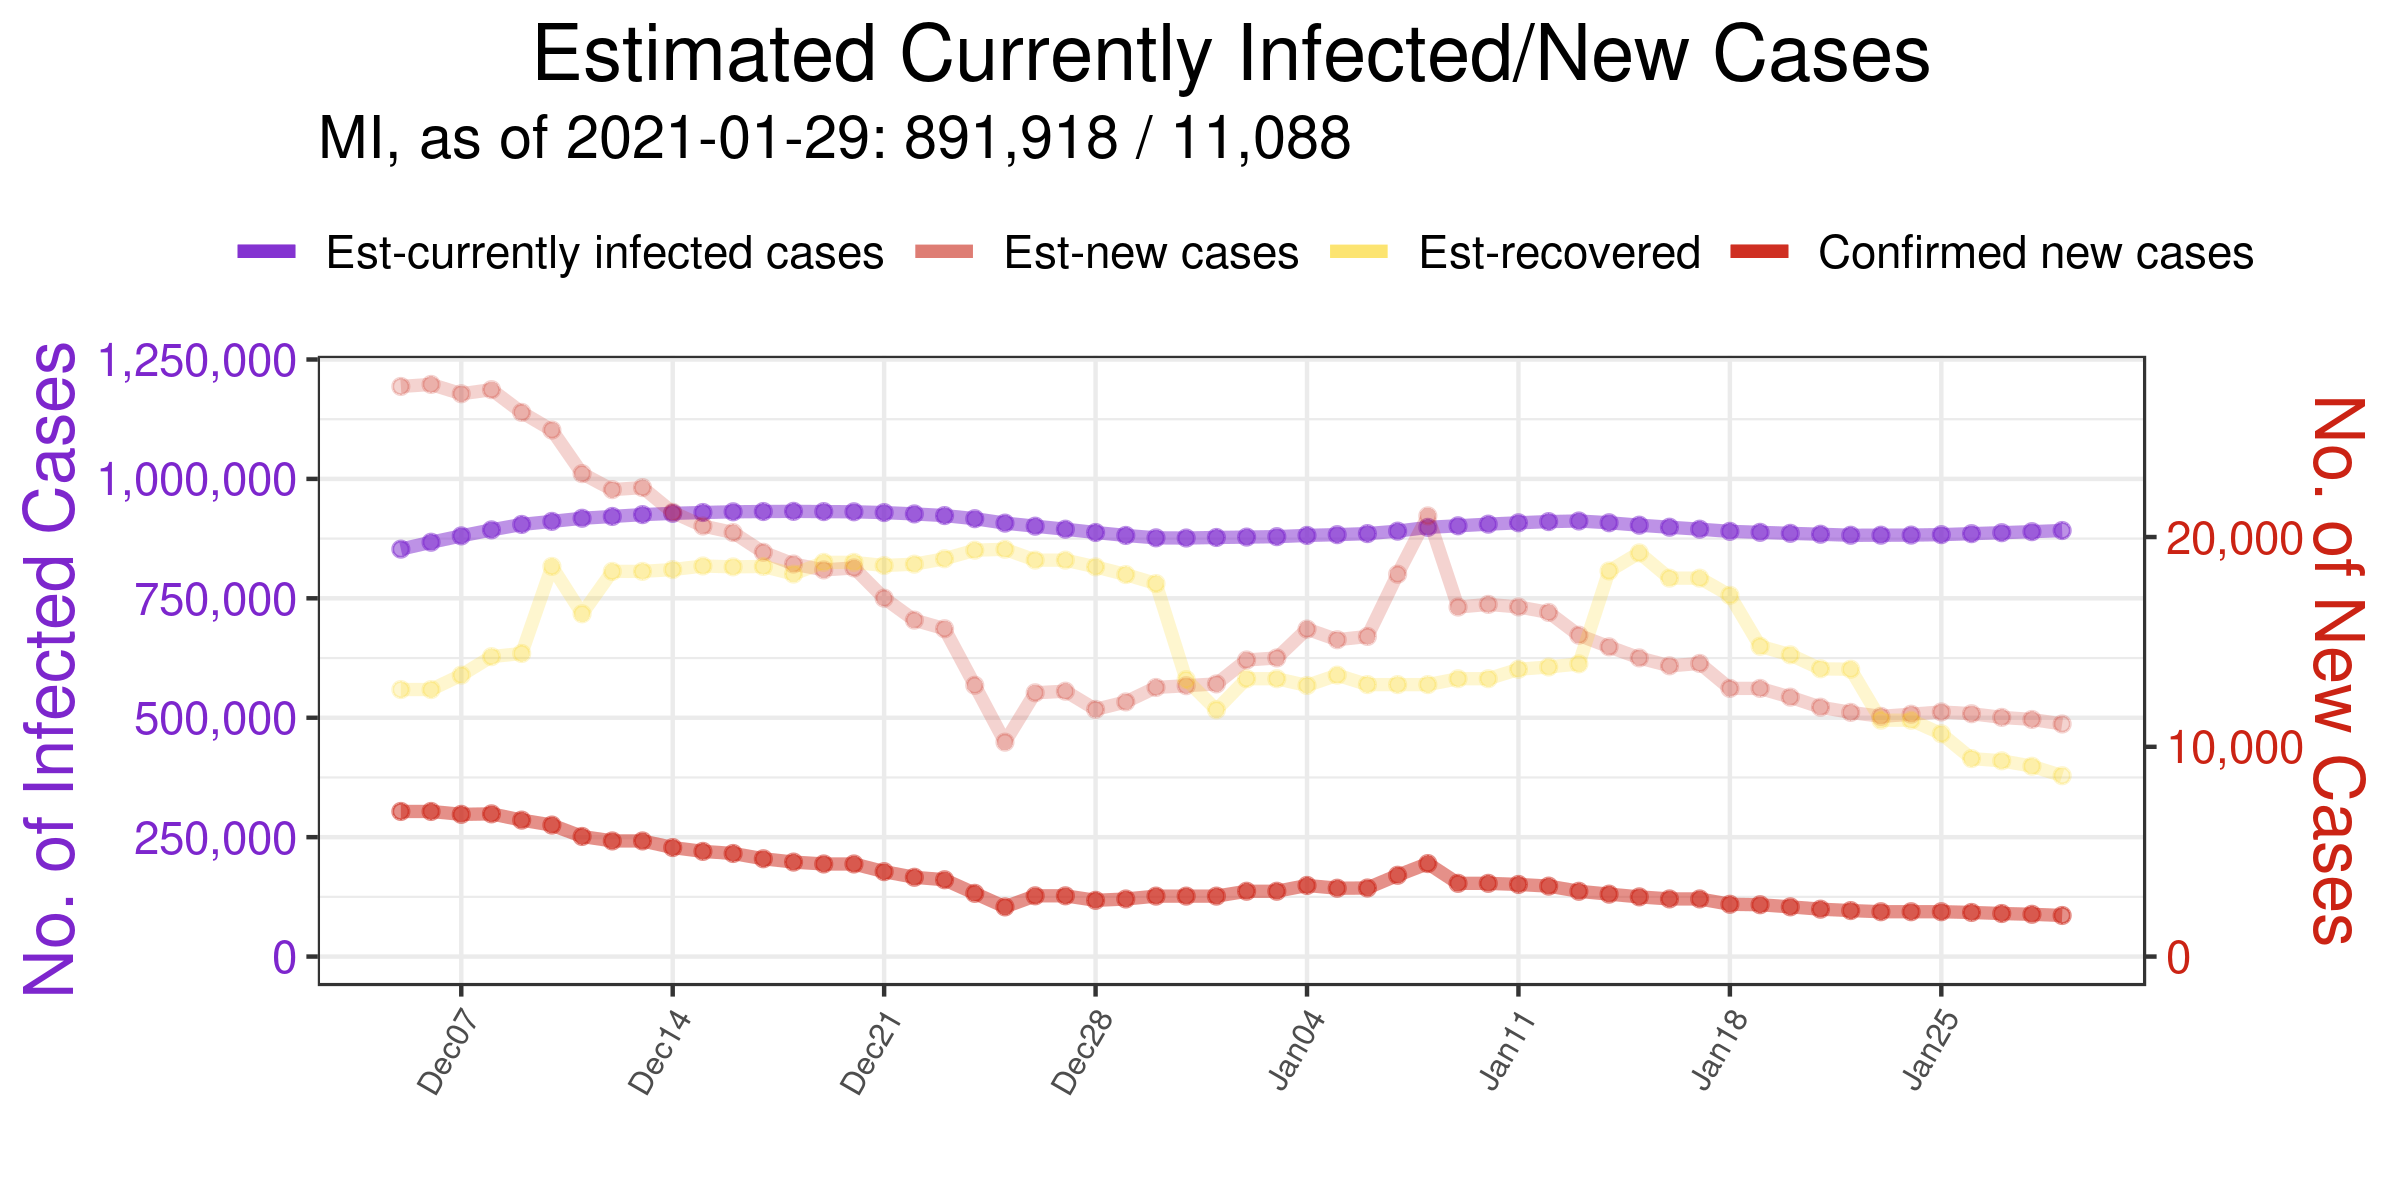 Estimated Currently Infected/New Cases
MI, as of 2021-01-29: 891,918 / 11,088
Est-currently infected cases Est-new cases Est-recovered Confirmed new cases
No. of Infected Cases
1,250,000
1,000,000
750,000
500,000
250,000
0
20,000
10,000
0
No. of New Cases
Dec07 Dec14 Dec21 Dec28 Jan04 Jan11 Jan18 Jan25